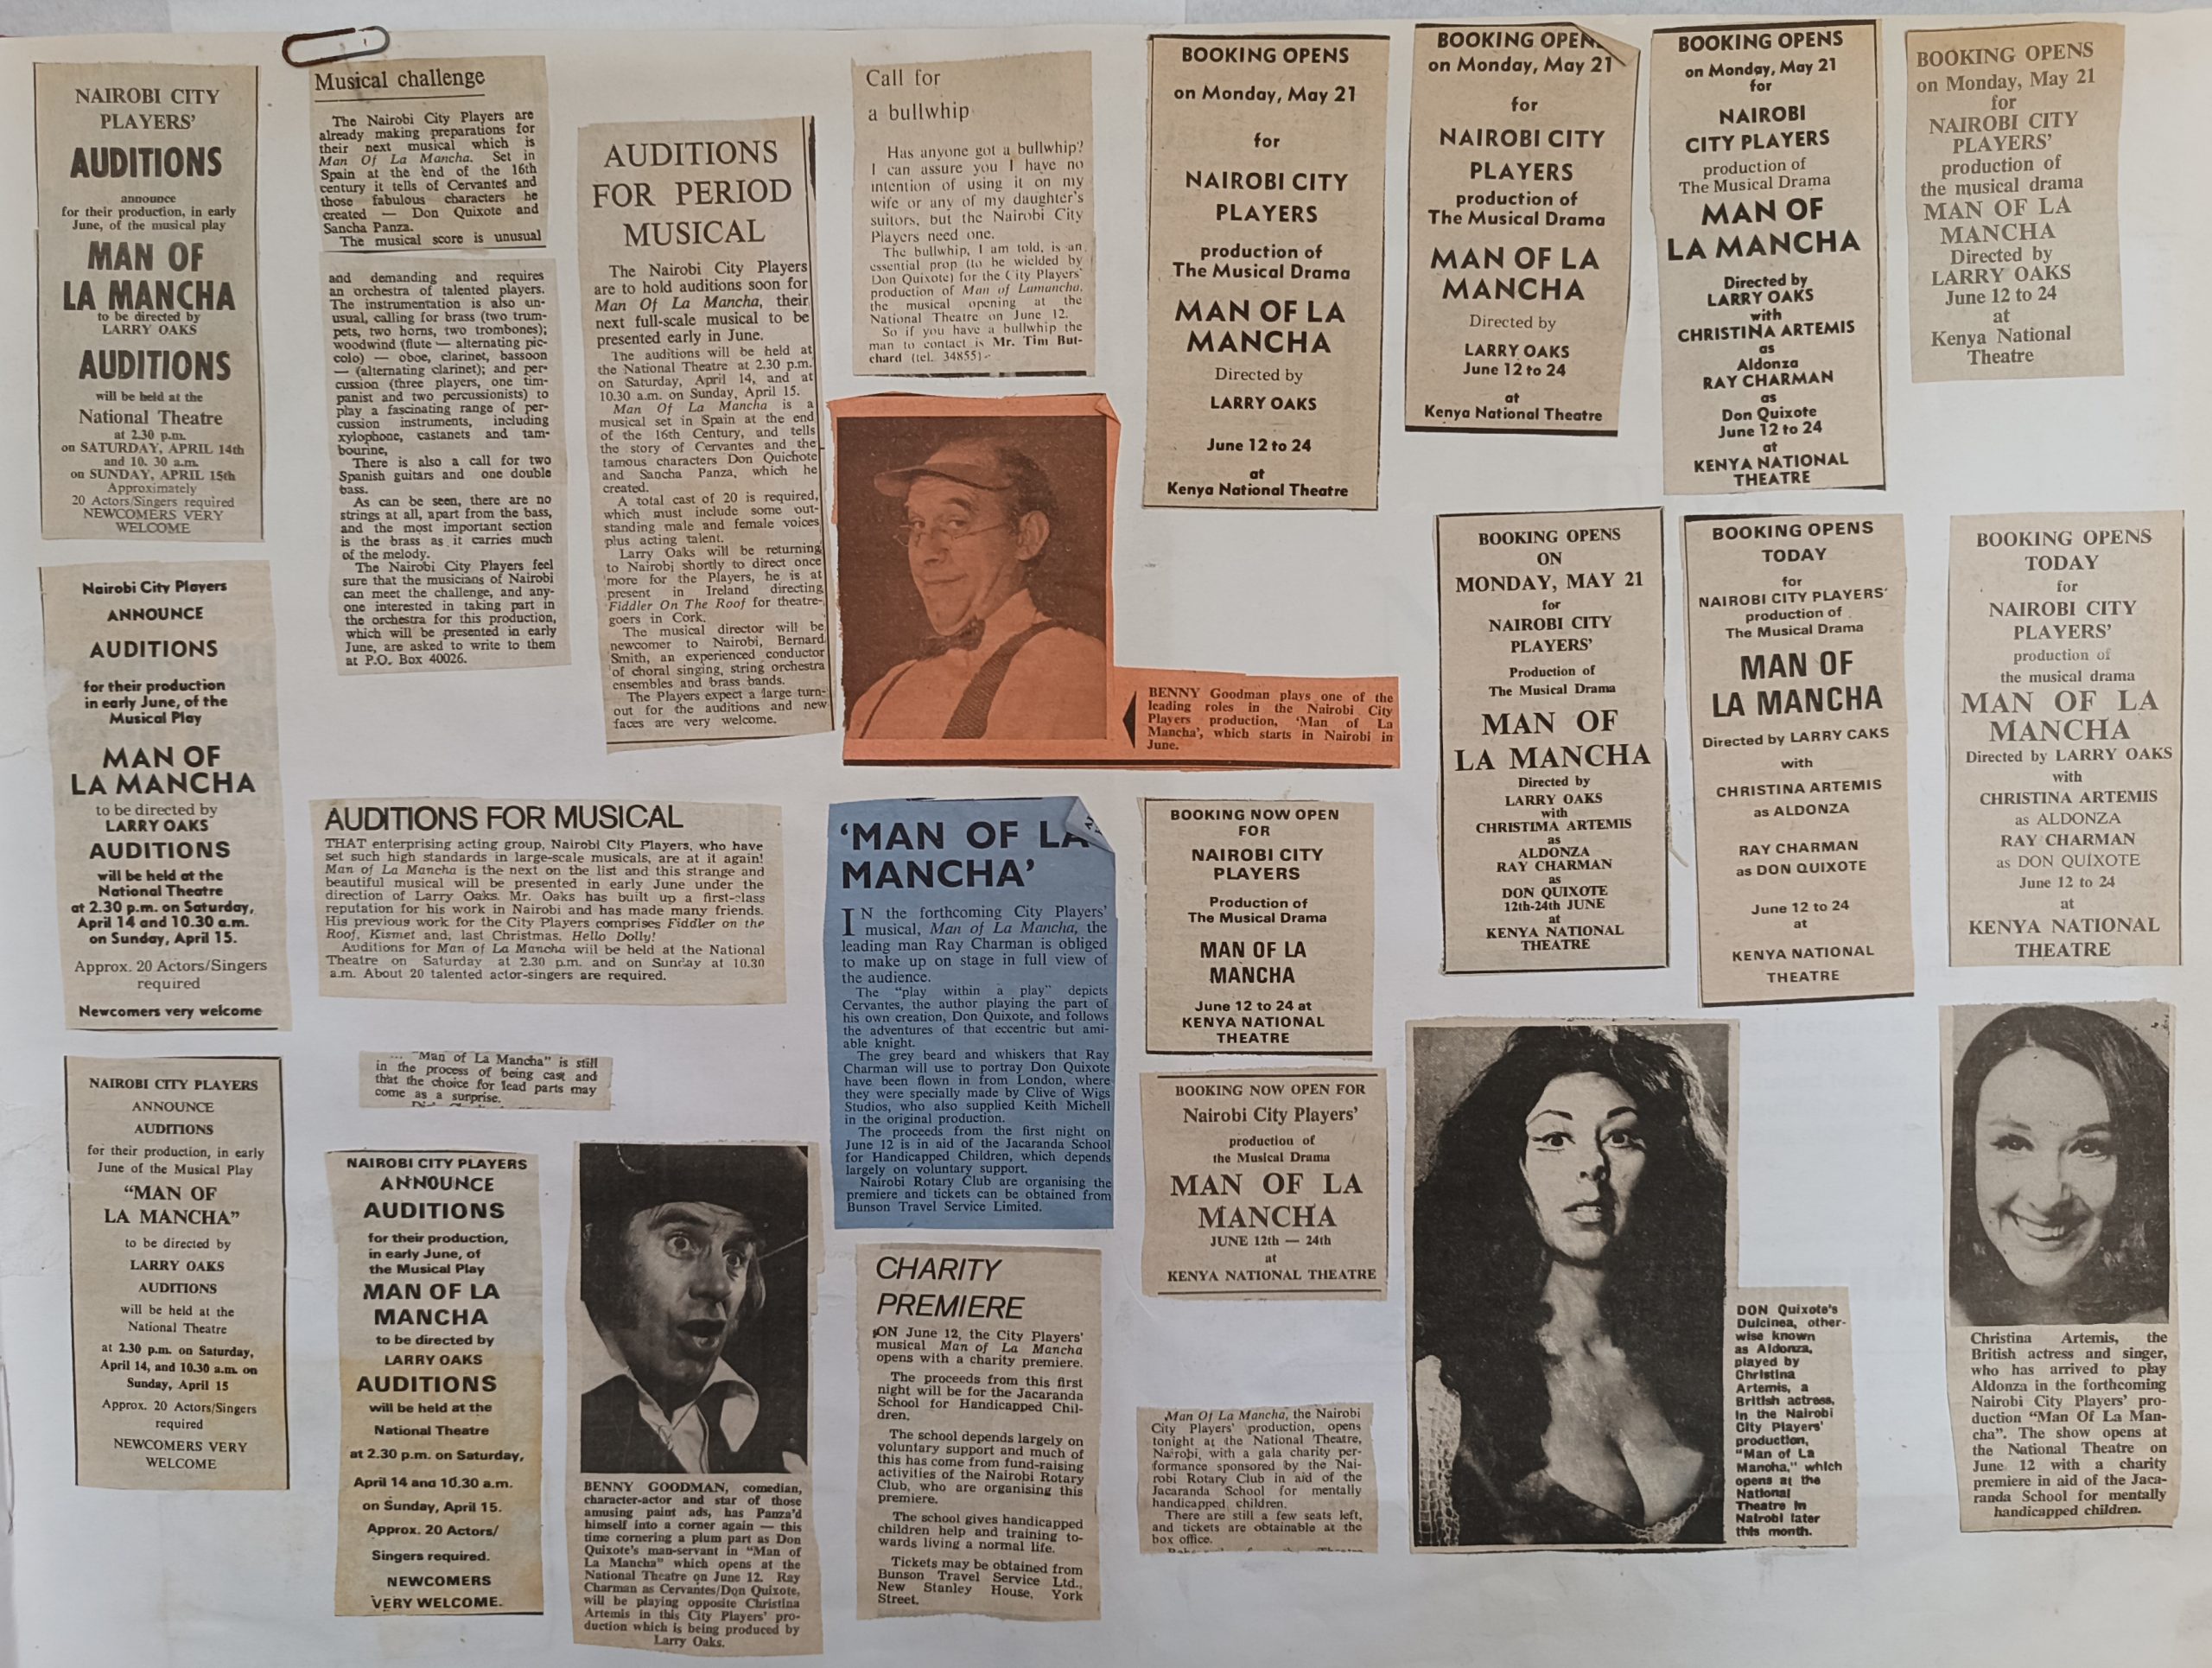 NAIROBI CITY
PLAYERS'
AUDITIONS
announce
for their production, in early
June, of the musical play
MAN OF
LA MANCHA
to be directed by
LARRY OAKS
AUDITIONS
will be held at the
National Theatre
at 2.30 p.m.
on SATURDAY, APRIL 14th
and 10. 30 a.m.
on SUNDAY, APRIL 15th
Approximately
20 Actors/Singers required
NEWCOMERS VERY
WELCOME
Nairobi City Players
ANNOUNCE
AUDITIONS
for their production
in early June, of the
Musical Play
MAN OF
LA MANCHA
to be directed by
LARRY OAKS
AUDITIONS
will be held at the
National Theatre
at 2.30 p.m. on Saturday,
April 14 and 10.30 a.m.
on Sunday, April 15.
Approx. 20 Actors/Singers
required
Newcomers very welcome
NAIROBI CITY PLAYERS
ANNOUNCE
AUDITIONS
for their production, in early
June of the Musical Play
"MAN OF
LA MANCHA"
to be directed by
LARRY OAKS
AUDITIONS
will be held at the
National Theatre
at 2.30 p.m. on Saturday,
April 14, and 10.30 a.m. on
Sunday, April 15
Approx. 20 Actors/Singers
required
NEWCOMERS VERY
WELCOME
Musical challenge
The Nairobi City Players are
already making preparations for
their next musical which is
Man Of La Mancha. Set in
Spain at the end of the 16th
century it tells of Cervantes and
those fabulous characters he
created — Don Quixote and
Sancha Panza.
The musical score is unusual
and demanding and requires
an orchestra of talented players.
The instrumentation is also un-
usual, calling for brass (two trum-
pets, two horns, two trombones);
woodwind (flute — alternating pic-
colo) — oboe, clarinet, bassoon
— (alternating clarinet); and per-
cussion (three players, one tim-
panist and two percussionists) to
play a fascinating range of per-
cussion instruments, including
xylophone, castanets and tam-
bourine,
There is also a call for two
Spanish guitars and one double
bass.
As can be seen, there are no
strings at all, apart from the bass,
and the most important section
is the brass as it carries much
of the melody.
The Nairobi City Players feel
sure that the musicians of Nairobi
can meet the challenge, and any-
one interested in taking part in
the orchestra for this production,
which will be presented in early
June, are asked to write to them
at P.O. Box 40026.
AUDITIONS
FOR PERIOD
MUSICAL
The Nairobi City Players
are to hold auditions soon for
Man Of La Mancha, their
next full-scale musical to be
presented early in June.
The auditions will be held at
the National Theatre at 2.30 p.m.
on Saturday, April 14, and at
10.30 a.m. on Sunday, April 15.
Man Of La Mancha is a
musical set in Spain at the end
of the 16th Century, and tells
the story of Cervantes and the
famous characters Don Quichote
and Sancha Panza, which he
created.
A total cast of 20 is required,
which must include some out-
standing male and female voices
plus acting talent.
Larry Oaks will be returning
to Nairobi shortly to direct once
more for the Players, he is at
present in Ireland directing
Fiddler On The Roof for theatre-
goers in Cork.
The musical director will be
newcomer to Nairobi, Bernard
Smith, an experienced conductor
of choral singing, string orchestra
ensembles and brass bands.
The Players expect a large turn-
out for the auditions and new
faces are very welcome.
AUDITIONS FOR MUSICAL
THAT enterprising acting group, Nairobi City Players, who have
set such high standards in large-scale musicals, are at it again!
Man of La Mancha is the next on the list and this strange and
beautiful musical will be presented in early June under the
direction of Larry Oaks. Mr. Oaks has built up a first-class
reputation for his work in Nairobi and has made many friends.
His previous work for the City Players comprises Fiddler on the
Roof, Kismet and, last Christmas, Hello Dolly!
Auditions for Man of La Mancha will be held at the National
Theatre on Saturday at 2.30 p.m. and on Sunday at 10.30
a.m. About 20 talented actor-singers are required.
... "Man of La Mancha" is still
in the process of being cast and
that the choice for lead parts may
come as a surprise.
NAIROBI CITY PLAYERS
ANNOUNCE
AUDITIONS
for their production,
in early June, of
the Musical Play
MAN OF LA
MANCHA
to be directed by
LARRY OAKS
AUDITIONS
will be held at the
National Theatre
at 2.30 p.m. on Saturday,
April 14 and 10.30 a.m.
on Sunday, April 15.
Approx. 20 Actors/
Singers required.
NEWCOMERS
VERY WELCOME.
BENNY GOODMAN, comedian,
character-actor and star of those
amusing paint ads, has Panza'd
himself into a corner again — this
time cornering a plum part as Don
Quixote's man-servant in "Man of
La Mancha" which opens at the
National Theatre on June 12. Ray
Charman as Cervantes/Don Quixote,
will be playing opposite Christina
Artemis in this City Players' pro-
duction which is being produced by
Larry Oaks.
Call for
a bullwhip
Has anyone got a bullwhip?
I can assure you I have no
intention of using it on my
wife or any of my daughter's
suitors, but the Nairobi City
Players need one.
The bullwhip, I am told, is an
essential prop (to be wielded by
Don Quixote) for the City Players'
production of Man of Lamancha,
the musical opening at the
National Theatre on June 12.
So if you have a bullwhip the
man to contact is Mr. Tim But-
chard (tel. 34855).
BENNY Goodman plays one of the
leading roles in the Nairobi City
Players production, 'Man of La
Mancha', which starts in Nairobi in
June.
'MAN OF LA
MANCHA'
IN the forthcoming City Players'
musical, Man of La Mancha, the
leading man Ray Charman is obliged
to make up on stage in full view of
the audience.
The "play within a play" depicts
Cervantes, the author playing the part of
his own creation, Don Quixote, and follows
the adventures of that eccentric but ami-
able knight.
The grey beard and whiskers that Ray
Charman will use to portray Don Quixote
have been flown in from London, where
they were specially made by Clive of Wigs
Studios, who also supplied Keith Michell
in the original production.
The proceeds from the first night on
June 12 is in aid of the Jacaranda School
for Handicapped Children, which depends
largely on voluntary support.
Nairobi Rotary Club are organising the
premiere and tickets can be obtained from
Bunson Travel Service Limited.
CHARITY
PREMIERE
ON June 12, the City Players'
musical Man of La Mancha
opens with a charity premiere.
The proceeds from this first
night will be for the Jacaranda
School for Handicapped Chil-
dren.
The school depends largely on
voluntary support and much of
this has come from fund-raising
activities of the Nairobi Rotary
Club, who are organising this
premiere.
The school gives handicapped
children help and training to-
wards living a normal life.
Tickets may be obtained from
Bunson Travel Service Ltd.,
New Stanley House, York
Street.
BOOKING OPENS
on Monday, May 21
for
NAIROBI CITY
PLAYERS
production of
The Musical Drama
MAN OF LA
MANCHA
Directed by
LARRY OAKS
June 12 to 24
at
Kenya National Theatre
BOOKING OPEN
on Monday, May 21
for
NAIROBI CITY
PLAYERS
production of
The Musical Drama
MAN OF LA
MANCHA
Directed by
LARRY OAKS
June 12 to 24
at
Kenya National Theatre
BOOKING OPENS
on Monday, May 21
for
NAIROBI
CITY PLAYERS
production of
The Musical Drama
MAN OF
LA MANCHA
Directed by
LARRY OAKS
with
CHRISTINA ARTEMIS
as
Aldonza
RAY CHARMAN
as
Don Quixote
June 12 to 24
at
KENYA NATIONAL
THEATRE
BOOKING OPENS
on Monday, May 21
for
NAIROBI CITY
PLAYERS'
production of
the musical drama
MAN OF LA
MANCHA
Directed by
LARRY OAKS
June 12 to 24
at
Kenya National
Theatre
BOOKING OPENS
ON
MONDAY, MAY 21
for
NAIROBI CITY
PLAYERS'
Production of
The Musical Drama
MAN OF
LA MANCHA
Directed by
LARRY OAKS
with
CHRISTIMA ARTEMIS
as
ALDONZA
RAY CHARMAN
as
DON QUIXOTE
12th-24th JUNE
at
KENYA NATIONAL
THEATRE
BOOKING OPENS
TODAY
for
NAIROBI CITY PLAYERS'
production of
The Musical Drama
MAN OF
LA MANCHA
Directed by LARRY CAKS
with
CHRISTINA ARTEMIS
as ALDONZA
RAY CHARMAN
as DON QUIXOTE
June 12 to 24
at
KENYA NATIONAL
THEATRE
BOOKING OPENS
TODAY
for
NAIROBI CITY
PLAYERS'
production of
the musical drama
MAN OF LA
MANCHA
Directed by LARRY OAKS
with
CHRISTINA ARTEMIS
as ALDONZA
RAY CHARMAN
as DON QUIXOTE
June 12 to 24
at
KENYA NATIONAL
THEATRE
BOOKING NOW OPEN
FOR
NAIROBI CITY
PLAYERS
Production of
The Musical Drama
MAN OF LA
MANCHA
June 12 to 24 at
KENYA NATIONAL
THEATRE
BOOKING NOW OPEN FOR
Nairobi City Players'
production of
the Musical Drama
MAN OF LA
MANCHA
JUNE 12th — 24th
at
KENYA NATIONAL THEATRE
Man Of La Mancha, the Nairobi
City Players' production, opens
tonight at the National Theatre,
Nairobi, with a gala charity per-
formance sponsored by the Nai-
robi Rotary Club in aid of the
Jacaranda School for mentally
handicapped children.
There are still a few seats left,
and tickets are obtainable at the
box office.
DON Quixote's
Dulcinea, other-
wise known
as Aldonza,
played by
Christina
Artemis, a
British actress,
in the Nairobi
City Players'
production,
"Man of La
Mancha," which
opens at the
National
Theatre in
Nairobi later
this month.
Christina Artemis, the
British actress and singer,
who has arrived to play
Aldonza in the forthcoming
Nairobi City Players' pro-
duction "Man Of La Man-
cha". The show opens at
the National Theatre on
June 12 with a charity
premiere in aid of the Jaca-
randa School for mentally
handicapped children.